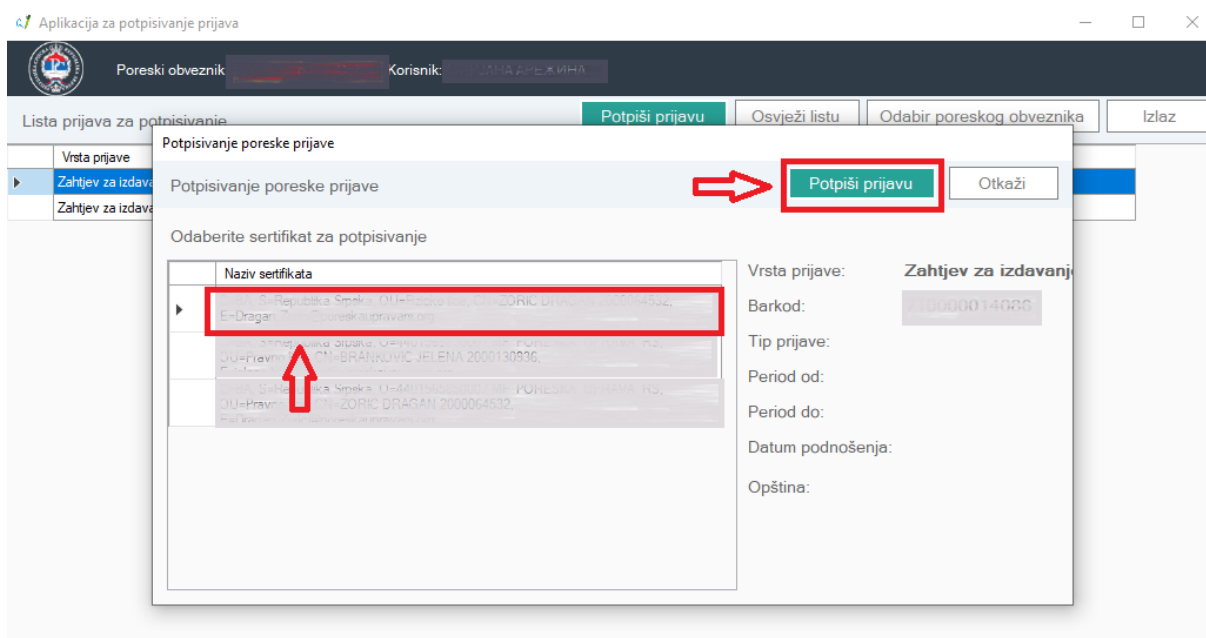 Aplikacija za potpisivanje prijava
Poreski obveznik
Korisnik:
Lista prijava za potpisivanje
Potpiši prijavu
Osvježi listu
Odabir poreskog obveznika
Izlaz
Vrsta prijave
Zahtjev za izdava
Zahtjev za izdava
Potpisivanje poreske prijave
Potpisivanje poreske prijave
Potpiši prijavu
Otkaži
Odaberite sertifikat za potpisivanje
Naziv sertifikata
Vrsta prijave: Zahtjev za izdavanj
Barkod:
Tip prijave:
Period od:
Period do:
Datum podnošenja:
Opština: